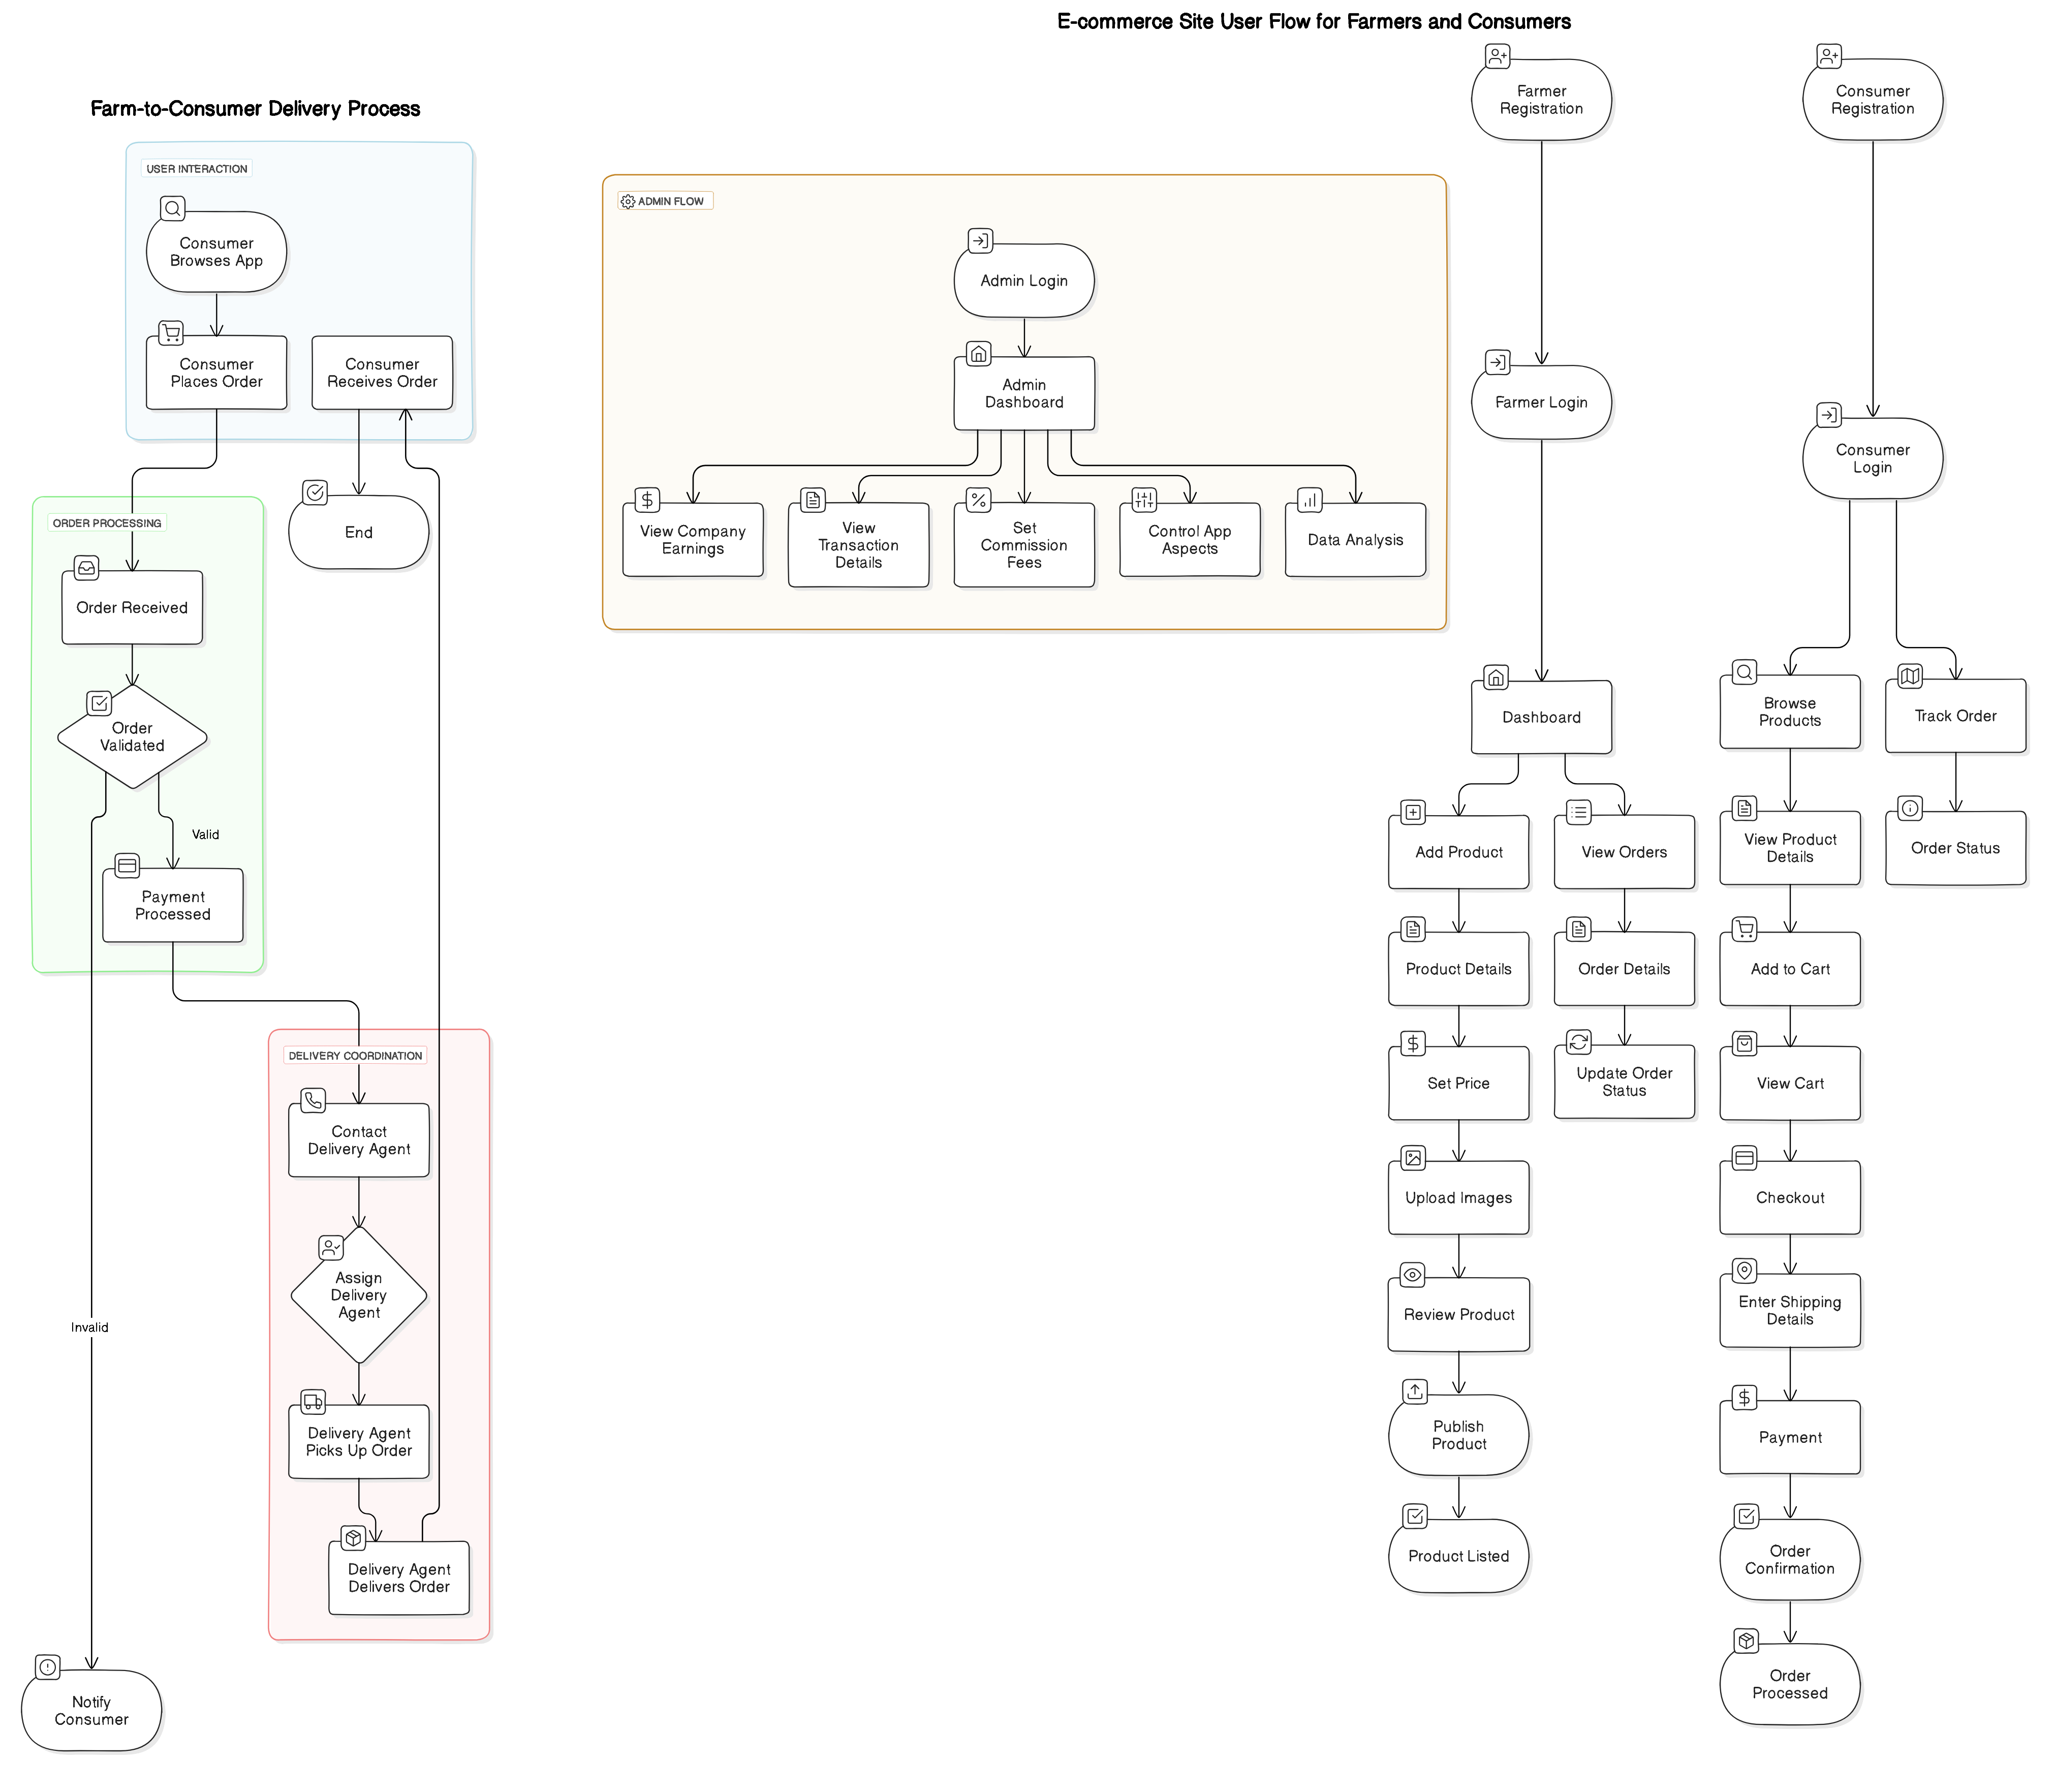 E-commerce Site User Flow for Farmers and Consumers
Farm-to-Consumer Delivery Process
USER INTERACTION
Consumer
Browses App
Consumer
Places Order
Consumer
Receives Order
End
ORDER PROCESSING
Order Received
Order
Validated
Valid
Payment
Processed
Invalid
Notify
Consumer
DELIVERY COORDINATION
Contact
Delivery Agent
Assign
Delivery
Agent
Delivery Agent
Picks Up Order
Delivery Agent
Delivers Order
ADMIN FLOW
Admin Login
Admin
Dashboard
View Company
Earnings
View
Transaction
Details
Set
Commission
Fees
Control App
Aspects
Data Analysis
Farmer
Registration
Farmer Login
Dashboard
Add Product
Product Details
Set Price
Upload Images
Review Product
Publish
Product
Product Listed
View Orders
Order Details
Update Order
Status
Consumer
Registration
Consumer
Login
Browse
Products
View Product
Details
Add to Cart
View Cart
Checkout
Enter Shipping
Details
Payment
Order
Confirmation
Order
Processed
Track Order
Order Status